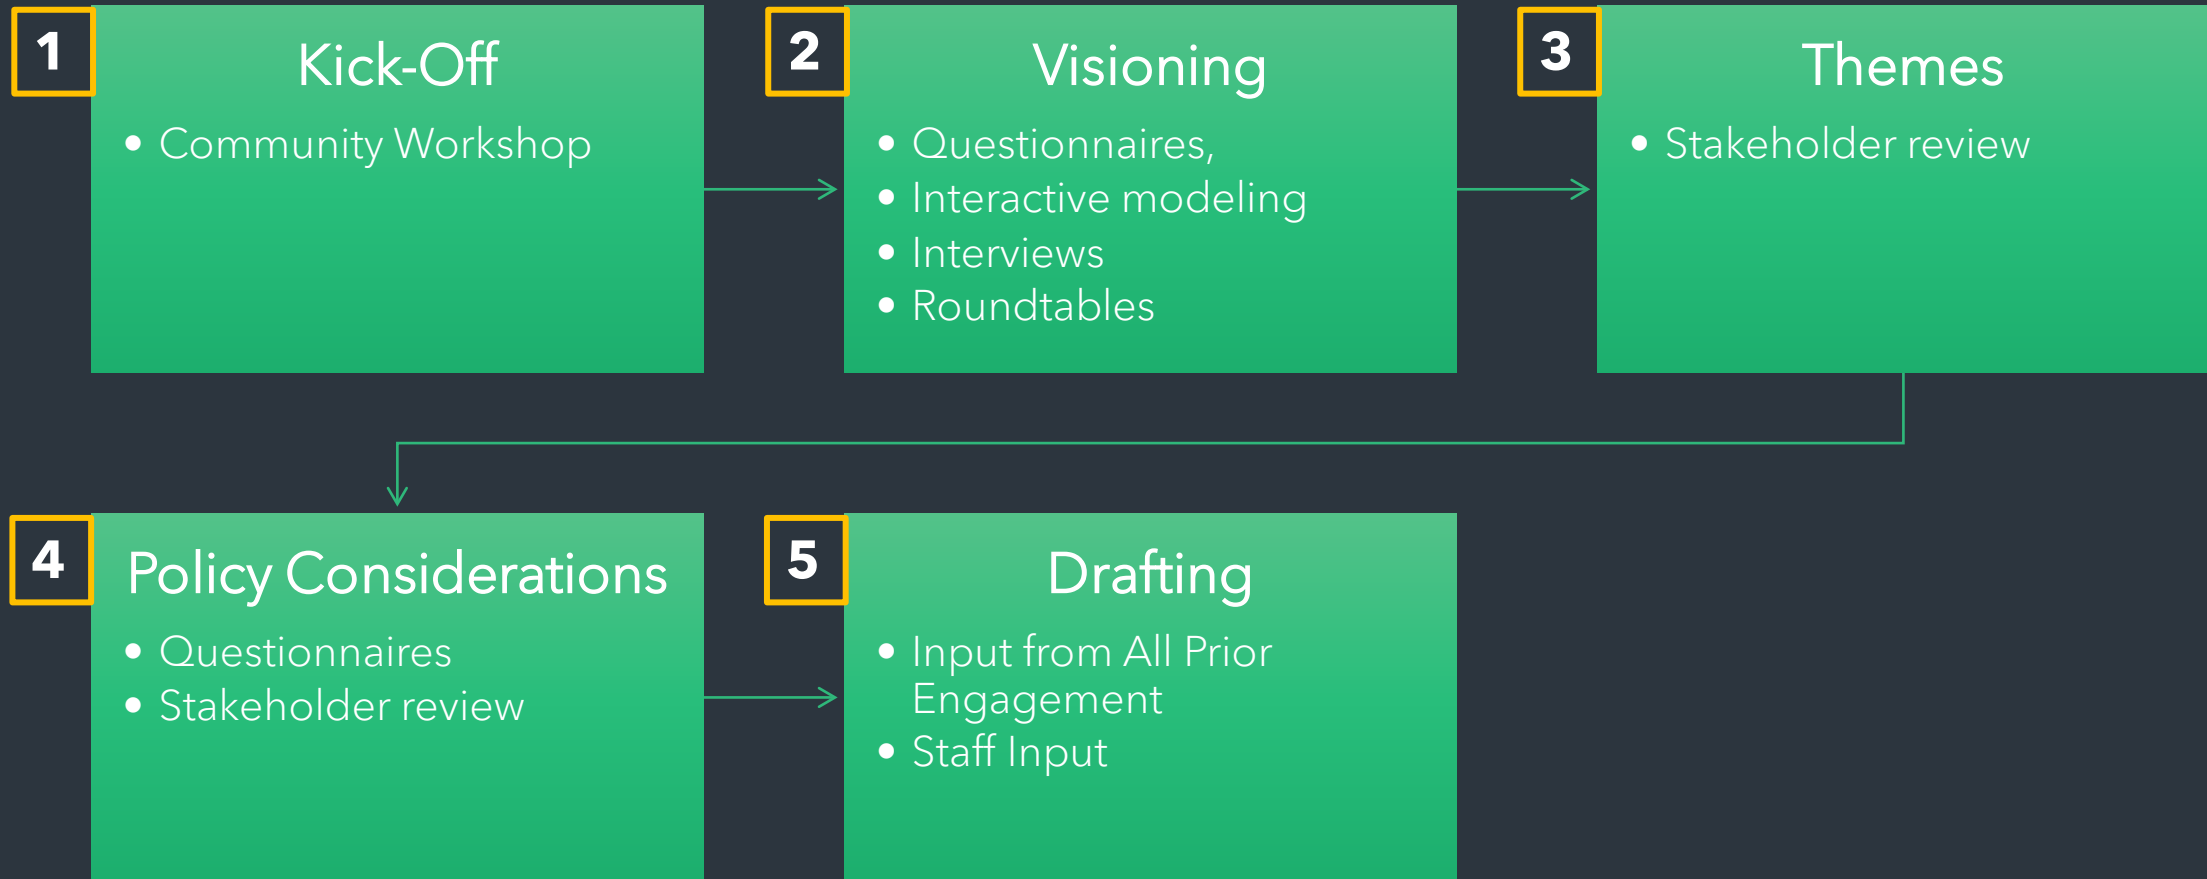 1
Kick-Off
• Community Workshop
2
Visioning
• Questionnaires,
• Interactive modeling
• Interviews
• Roundtables
3
Themes
• Stakeholder review
4
Policy Considerations
• Questionnaires
• Stakeholder review
5
Drafting
• Input from All Prior
Engagement
• Staff Input